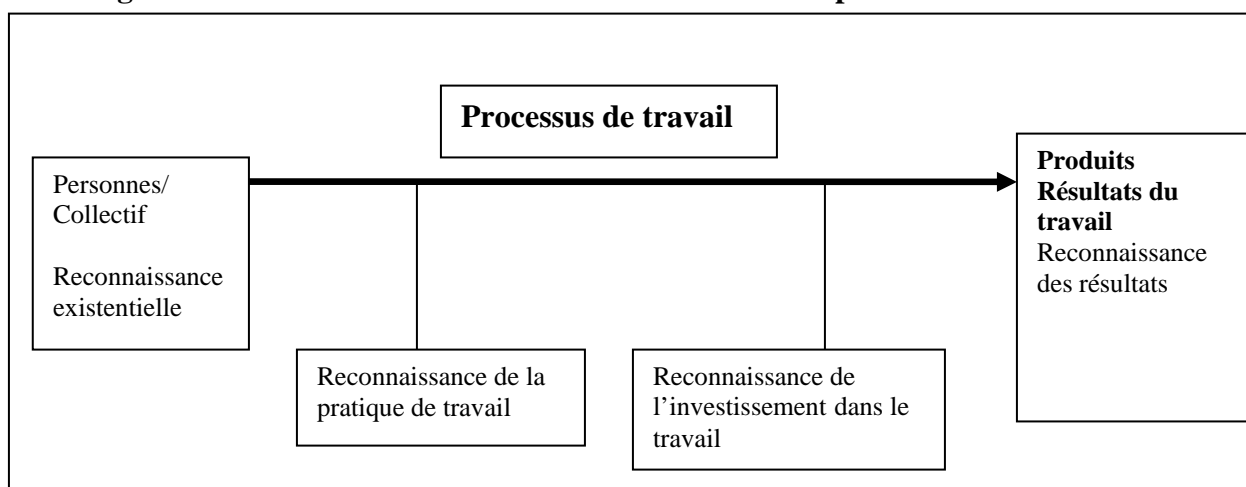 Processus de travail
Personnes/
Collectif
Reconnaissance
existentielle
Produits
Résultats du
travail
Reconnaissance
des résultats
Reconnaissance de la
pratique de travail
Reconnaissance de
l’investissement dans le
travail